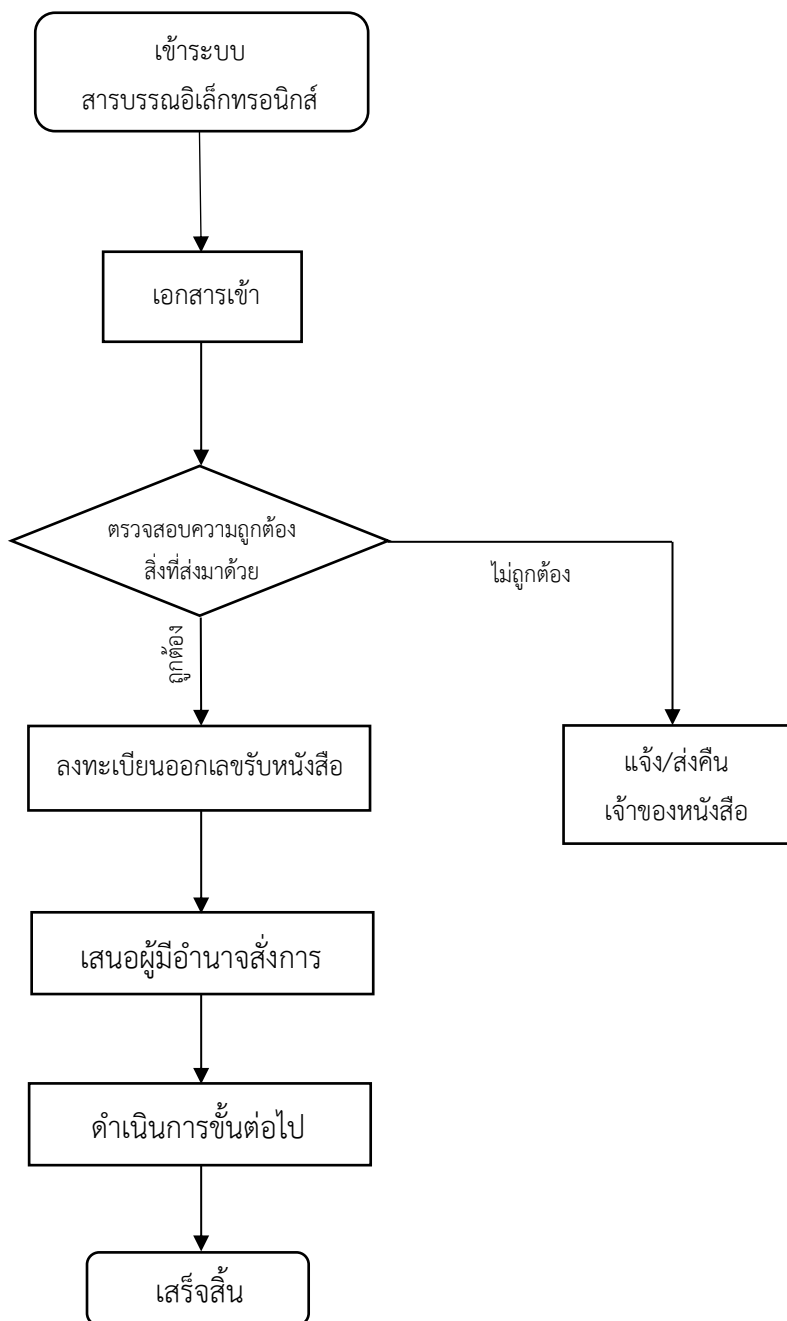 เข้าระบบ
สารบรรณอิเล็กทรอนิกส์
เอกสารเข้า
ตรวจสอบความถูกต้อง
สิ่งที่ส่งมาด้วย
ไม่ถูกต้อง
ถูกต้อง
ลงทะเบียนออกเลขรับหนังสือ
แจ้ง/ส่งคืน
เจ้าของหนังสือ
เสนอผู้มีอำนาจสั่งการ
ดำเนินการขั้นต่อไป
เสร็จสิ้น